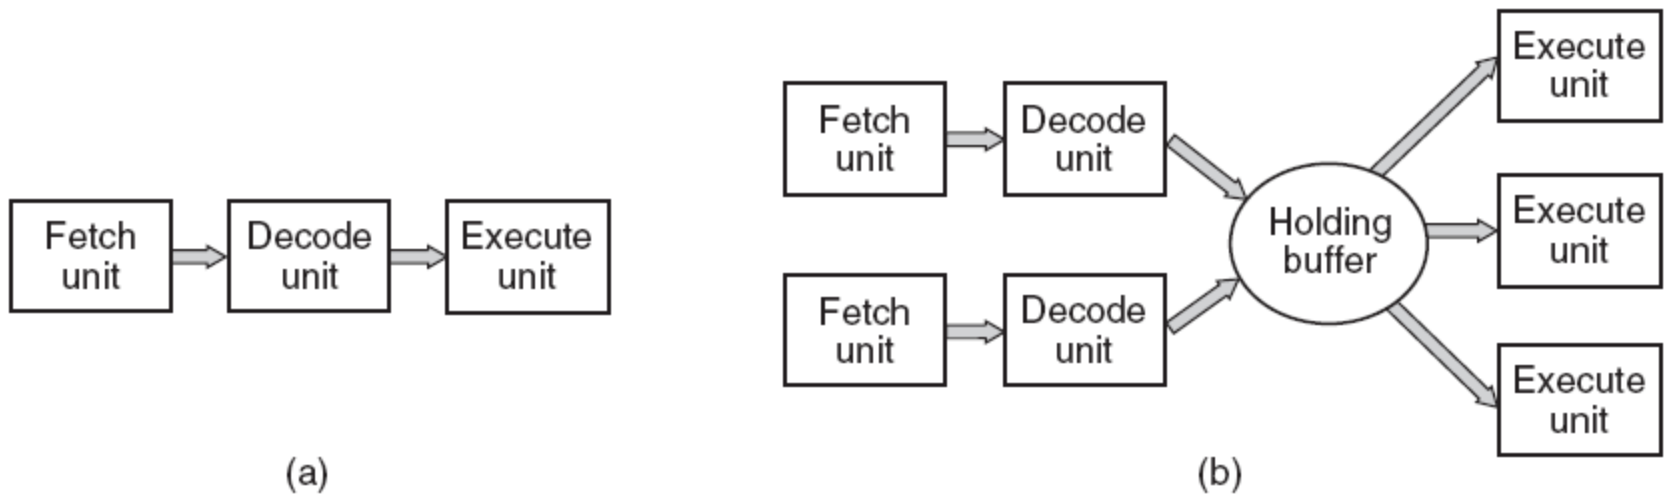 Fetch
unit
Decode
unit
Execute
unit
(a)
Fetch
unit
Decode
unit
Fetch
unit
Decode
unit
Holding
buffer
Execute
unit
Execute
unit
Execute
unit
(b)